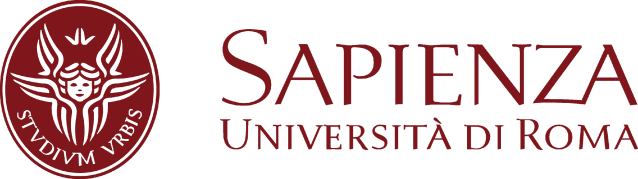 STVDIVM VRBIS
SAPIENZA
UNIVERSITÀ DI ROMA